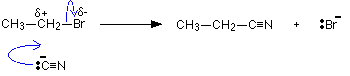 δ+ δ-
CH₃−CH₂−Br ⟶ CH₃−CH₂−C≡N + :Br⁻
:C̄≡N